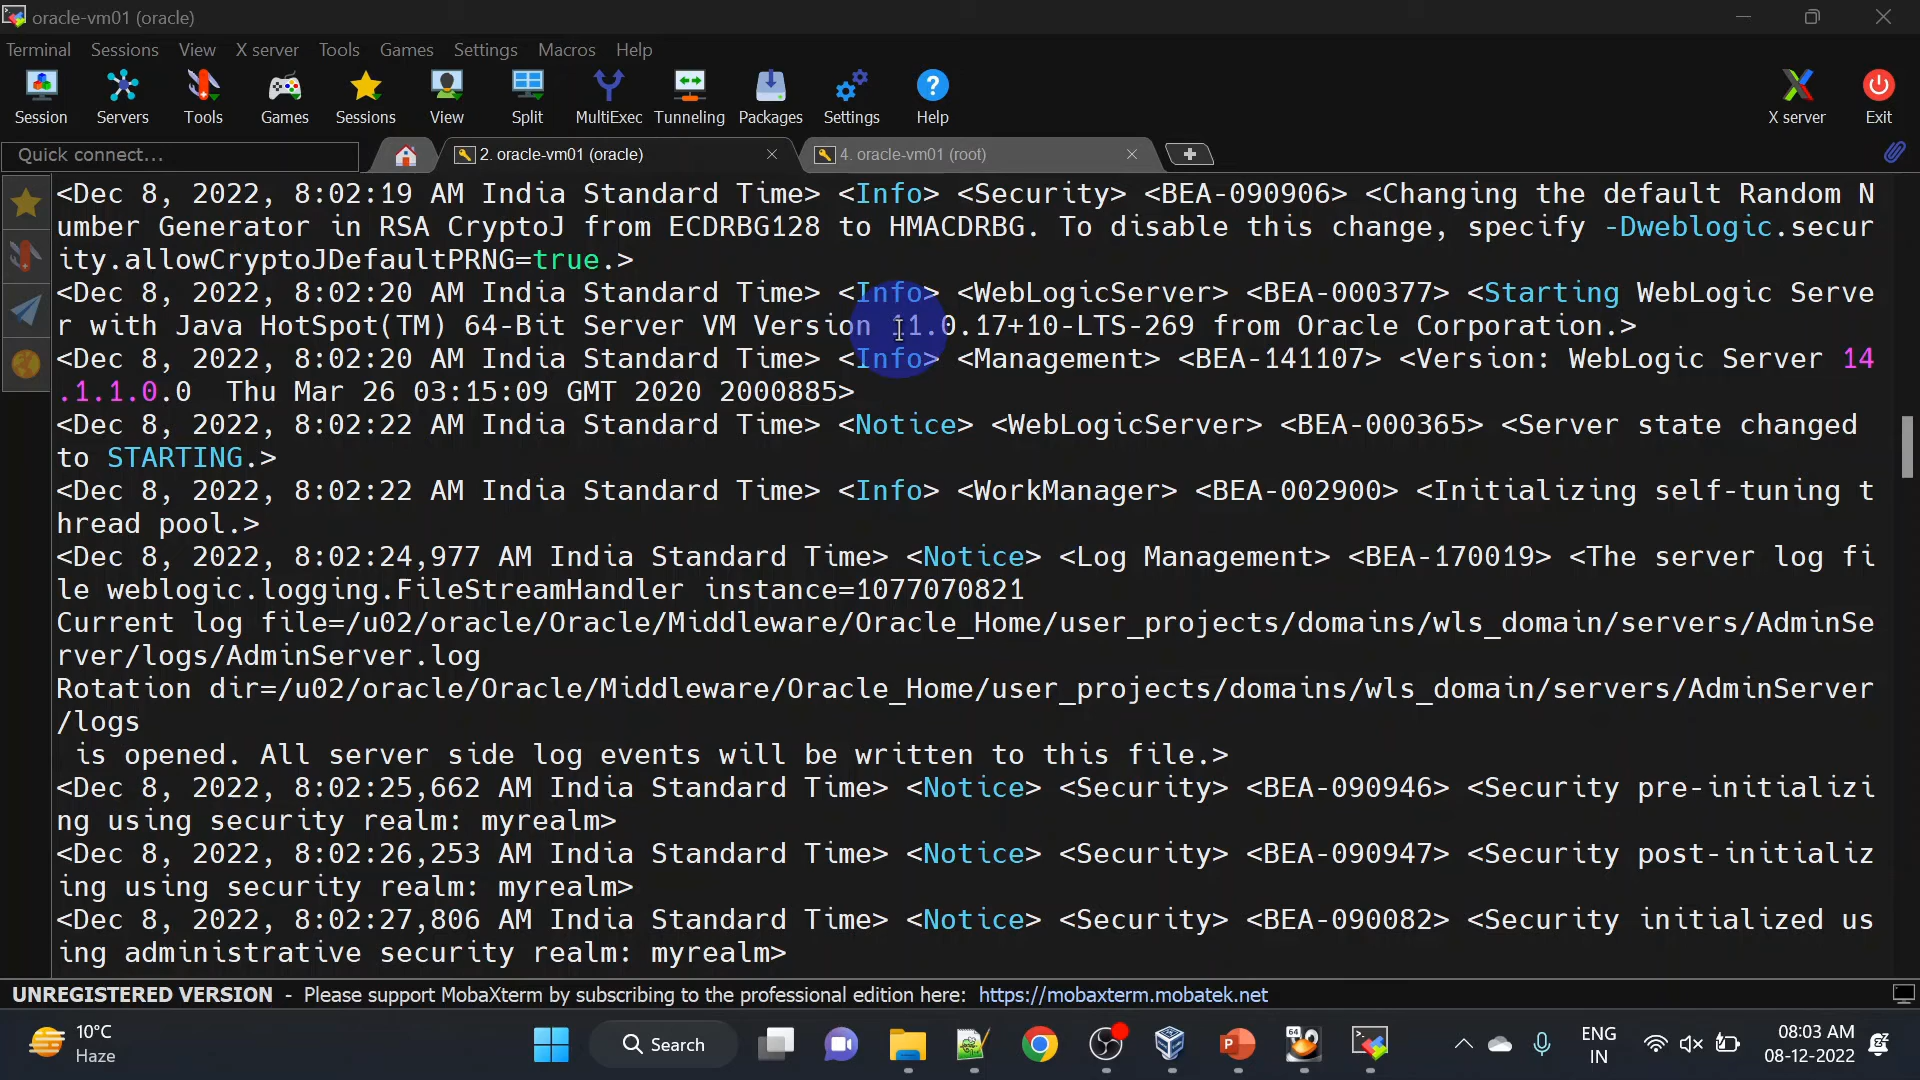 oracle-vm01 (oracle)
Terminal Sessions View X server Tools Games Settings Macros Help
Session Servers Tools Games Sessions View Split MultiExec Tunneling Packages Settings Help X server Exit
Quick connect... 2. oracle-vm01 (oracle) 4. oracle-vm01 (root)
<Dec 8, 2022, 8:02:19 AM India Standard Time> <Info> <Security> <BEA-090906> <Changing the default Random N
umber Generator in RSA CryptoJ from ECDRBG128 to HMACDRBG. To disable this change, specify -Dweblogic.secur
ity.allowCryptoJDefaultPRNG=true.>
<Dec 8, 2022, 8:02:20 AM India Standard Time> <Info> <WebLogicServer> <BEA-000377> <Starting WebLogic Serve
r with Java HotSpot(TM) 64-Bit Server VM Version 11.0.17+10-LTS-269 from Oracle Corporation.>
<Dec 8, 2022, 8:02:20 AM India Standard Time> <Info> <Management> <BEA-141107> <Version: WebLogic Server 14
.1.1.0.0  Thu Mar 26 03:15:09 GMT 2020 2000885>
<Dec 8, 2022, 8:02:22 AM India Standard Time> <Notice> <WebLogicServer> <BEA-000365> <Server state changed
to STARTING.>
<Dec 8, 2022, 8:02:22 AM India Standard Time> <Info> <WorkManager> <BEA-002900> <Initializing self-tuning t
hread pool.>
<Dec 8, 2022, 8:02:24,977 AM India Standard Time> <Notice> <Log Management> <BEA-170019> <The server log fi
le weblogic.logging.FileStreamHandler instance=1077070821
Current log file=/u02/oracle/Oracle/Middleware/Oracle_Home/user_projects/domains/wls_domain/servers/AdminSe
rver/logs/AdminServer.log
Rotation dir=/u02/oracle/Oracle/Middleware/Oracle_Home/user_projects/domains/wls_domain/servers/AdminServer
/logs
 is opened. All server side log events will be written to this file.>
<Dec 8, 2022, 8:02:25,662 AM India Standard Time> <Notice> <Security> <BEA-090946> <Security pre-initializi
ng using security realm: myrealm>
<Dec 8, 2022, 8:02:26,253 AM India Standard Time> <Notice> <Security> <BEA-090947> <Security post-initializ
ing using security realm: myrealm>
<Dec 8, 2022, 8:02:27,806 AM India Standard Time> <Notice> <Security> <BEA-090082> <Security initialized us
ing administrative security realm: myrealm>
UNREGISTERED VERSION - Please support MobaXterm by subscribing to the professional edition here: https://mobaxterm.mobatek.net
10°C
Haze
Search
64
P
ENG
IN
08:03 AM
08-12-2022